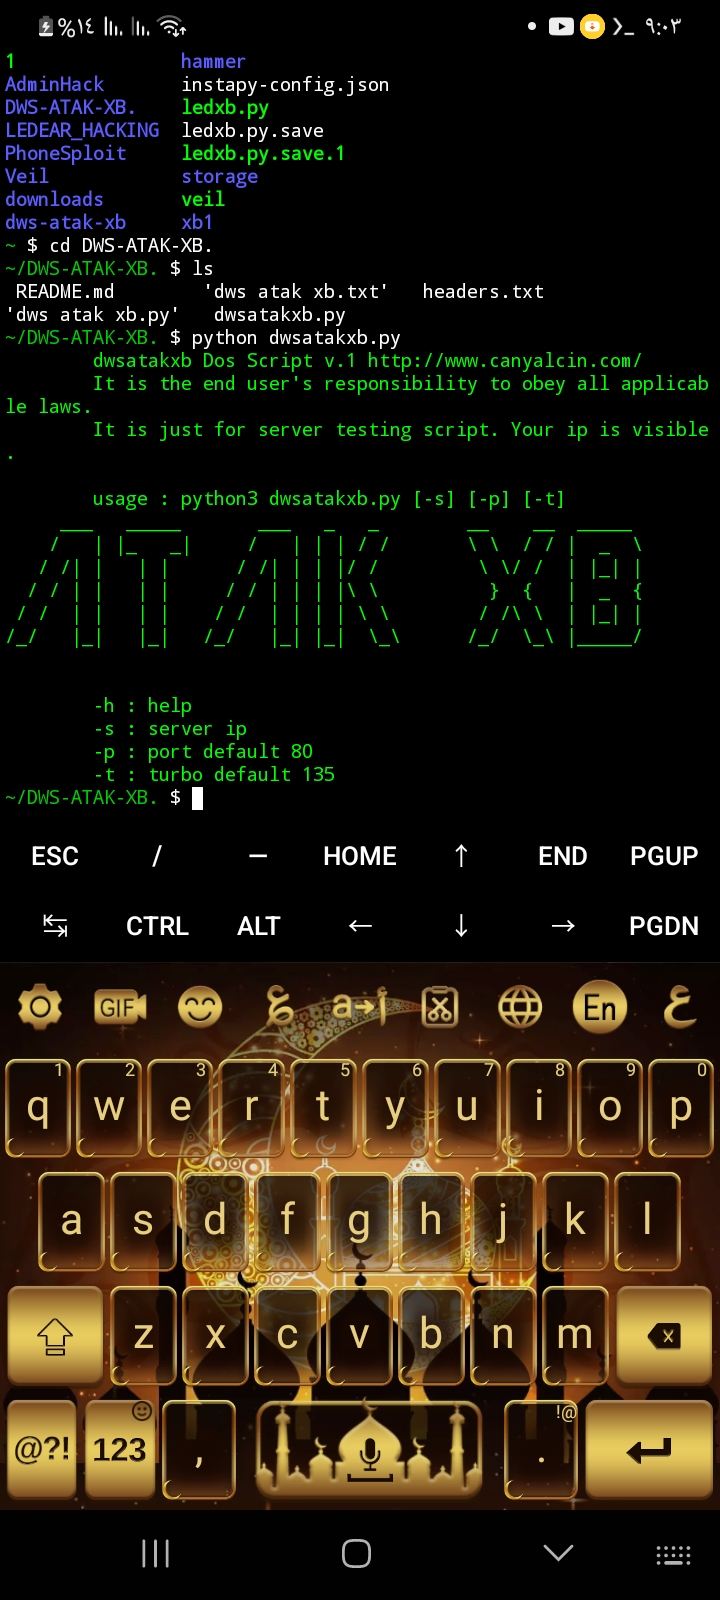 %١٤ ٩:٠٣
1 hammer
AdminHack instapy-config.json
DWS-ATAK-XB. ledxb.py
LEDEAR_HACKING ledxb.py.save
PhoneSploit ledxb.py.save.1
Veil storage
downloads veil
dws-atak-xb xb1
~ $ cd DWS-ATAK-XB.
~/DWS-ATAK-XB. $ ls
README.md 'dws atak xb.txt' headers.txt
'dws atak xb.py' dwsatakxb.py
~/DWS-ATAK-XB. $ python dwsatakxb.py
dwsatakxb Dos Script v.1 http://www.canyalcin.com/
It is the end user's responsibility to obey all applicab
le laws.
It is just for server testing script. Your ip is visible
.
usage : python3 dwsatakxb.py [-s] [-p] [-t]
ATAK XB
-h : help
-s : server ip
-p : port default 80
-t : turbo default 135
~/DWS-ATAK-XB. $
ESC / — HOME ↑ END PGUP
↹ CTRL ALT ← ↓ → PGDN
GIF ع a→أ En ع
1 2 3 4 5 6 7 8 9 0
q w e r t y u i o p
a s d f g h j k l
z x c v b n m
@?! 123 , . !@